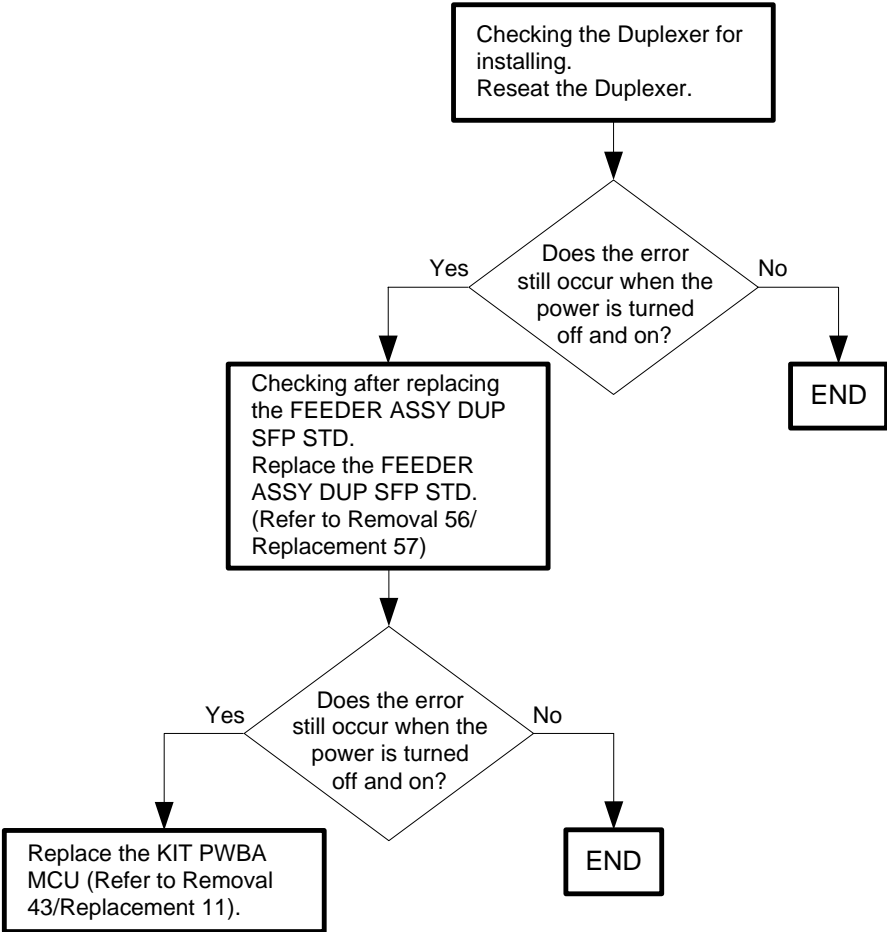 Checking the Duplexer for
installing.
Reseat the Duplexer.
Does the error
still occur when the
power is turned
off and on?
Yes
No
END
Checking after replacing
the FEEDER ASSY DUP
SFP STD.
Replace the FEEDER
ASSY DUP SFP STD.
(Refer to Removal 56/
Replacement 57)
Does the error
still occur when the
power is turned
off and on?
Yes
No
END
Replace the KIT PWBA
MCU (Refer to Removal
43/Replacement 11).